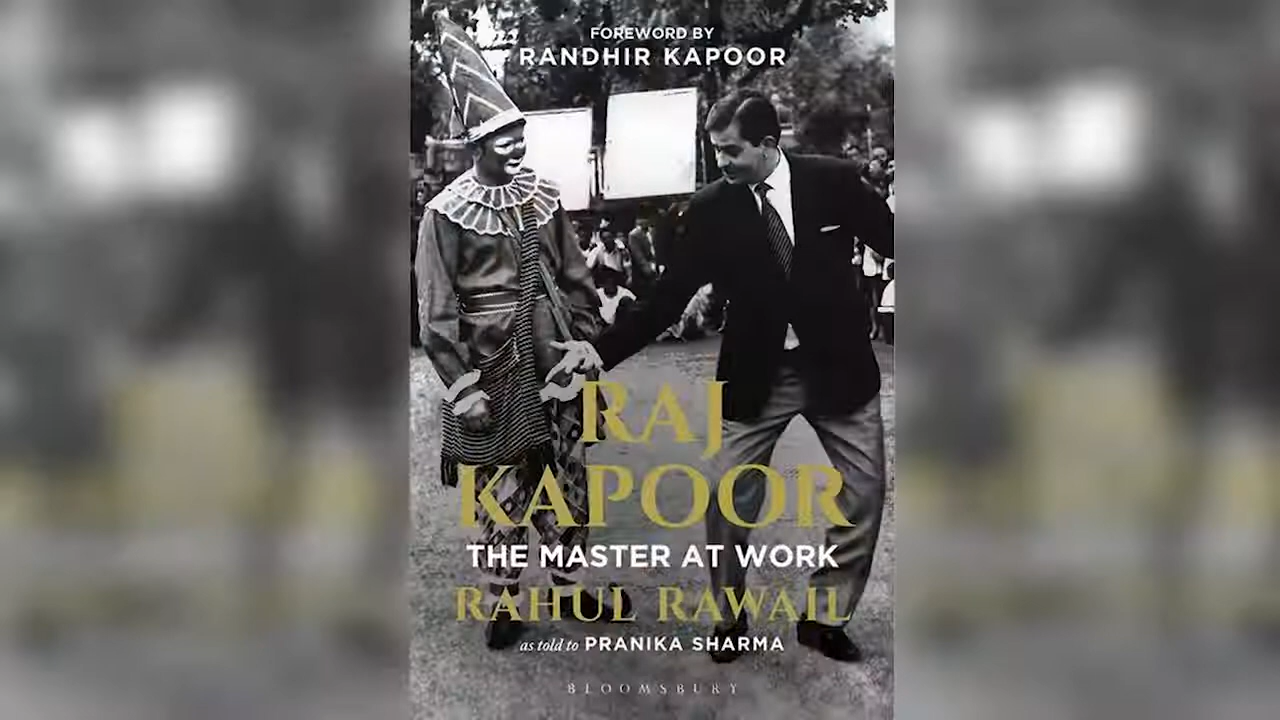 FOREWORD BY
RANDHIR KAPOOR
RAJ
KAPOOR
THE MASTER AT WORK
RAHUL RAWAIL
as told to PRANIKA SHARMA
BLOOMSBURY